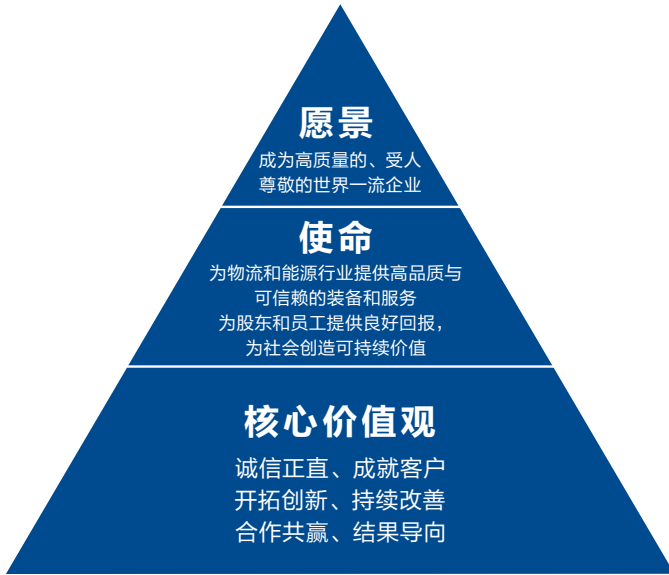 愿景
成为高质量的、受人
尊敬的世界一流企业
使命
为物流和能源行业提供高品质与
可信赖的装备和服务
为股东和员工提供良好回报，
为社会创造可持续价值
核心价值观
诚信正直、成就客户
开拓创新、持续改善
合作共赢、结果导向